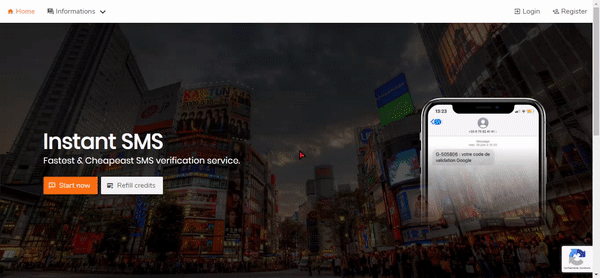 Home
Informations
Login
Register
Instant SMS
Fastest & Cheapeast SMS verification service.
Start now
Refill credits
13:23
G-505806 : votre code de
validation Google